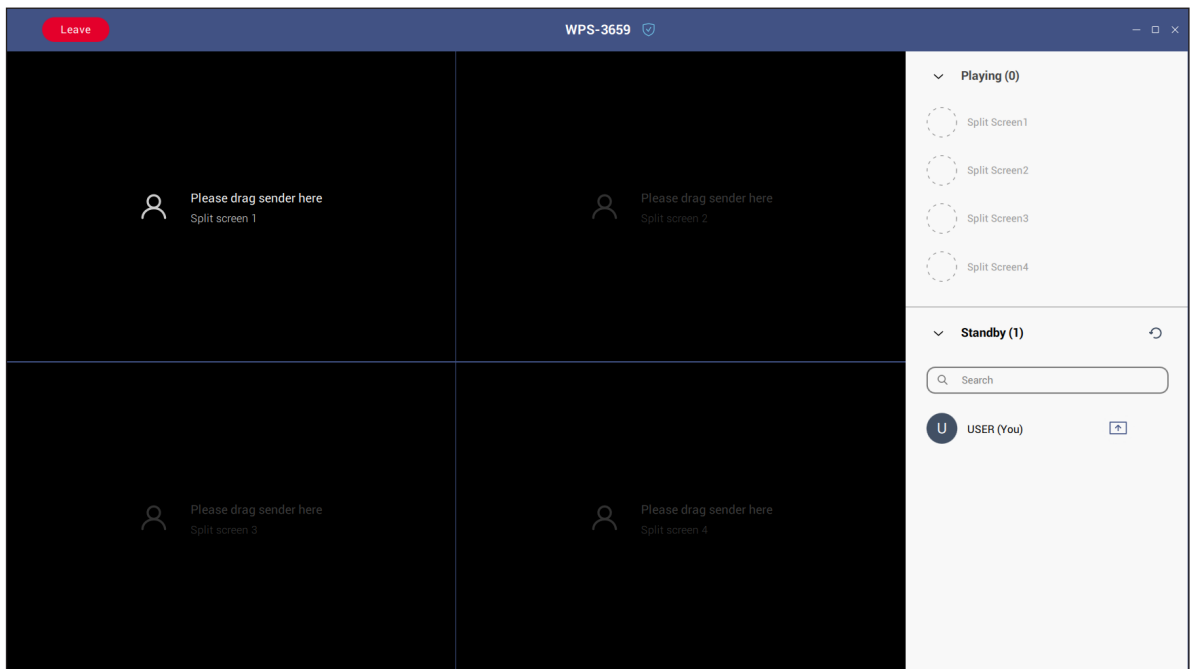 Leave
WPS-3659
Please drag sender here
Split screen 1
Please drag sender here
Split screen 2
Please drag sender here
Split screen 3
Please drag sender here
Split screen 4
Playing (0)
Split Screen1
Split Screen2
Split Screen3
Split Screen4
Standby (1)
Search
U USER (You)